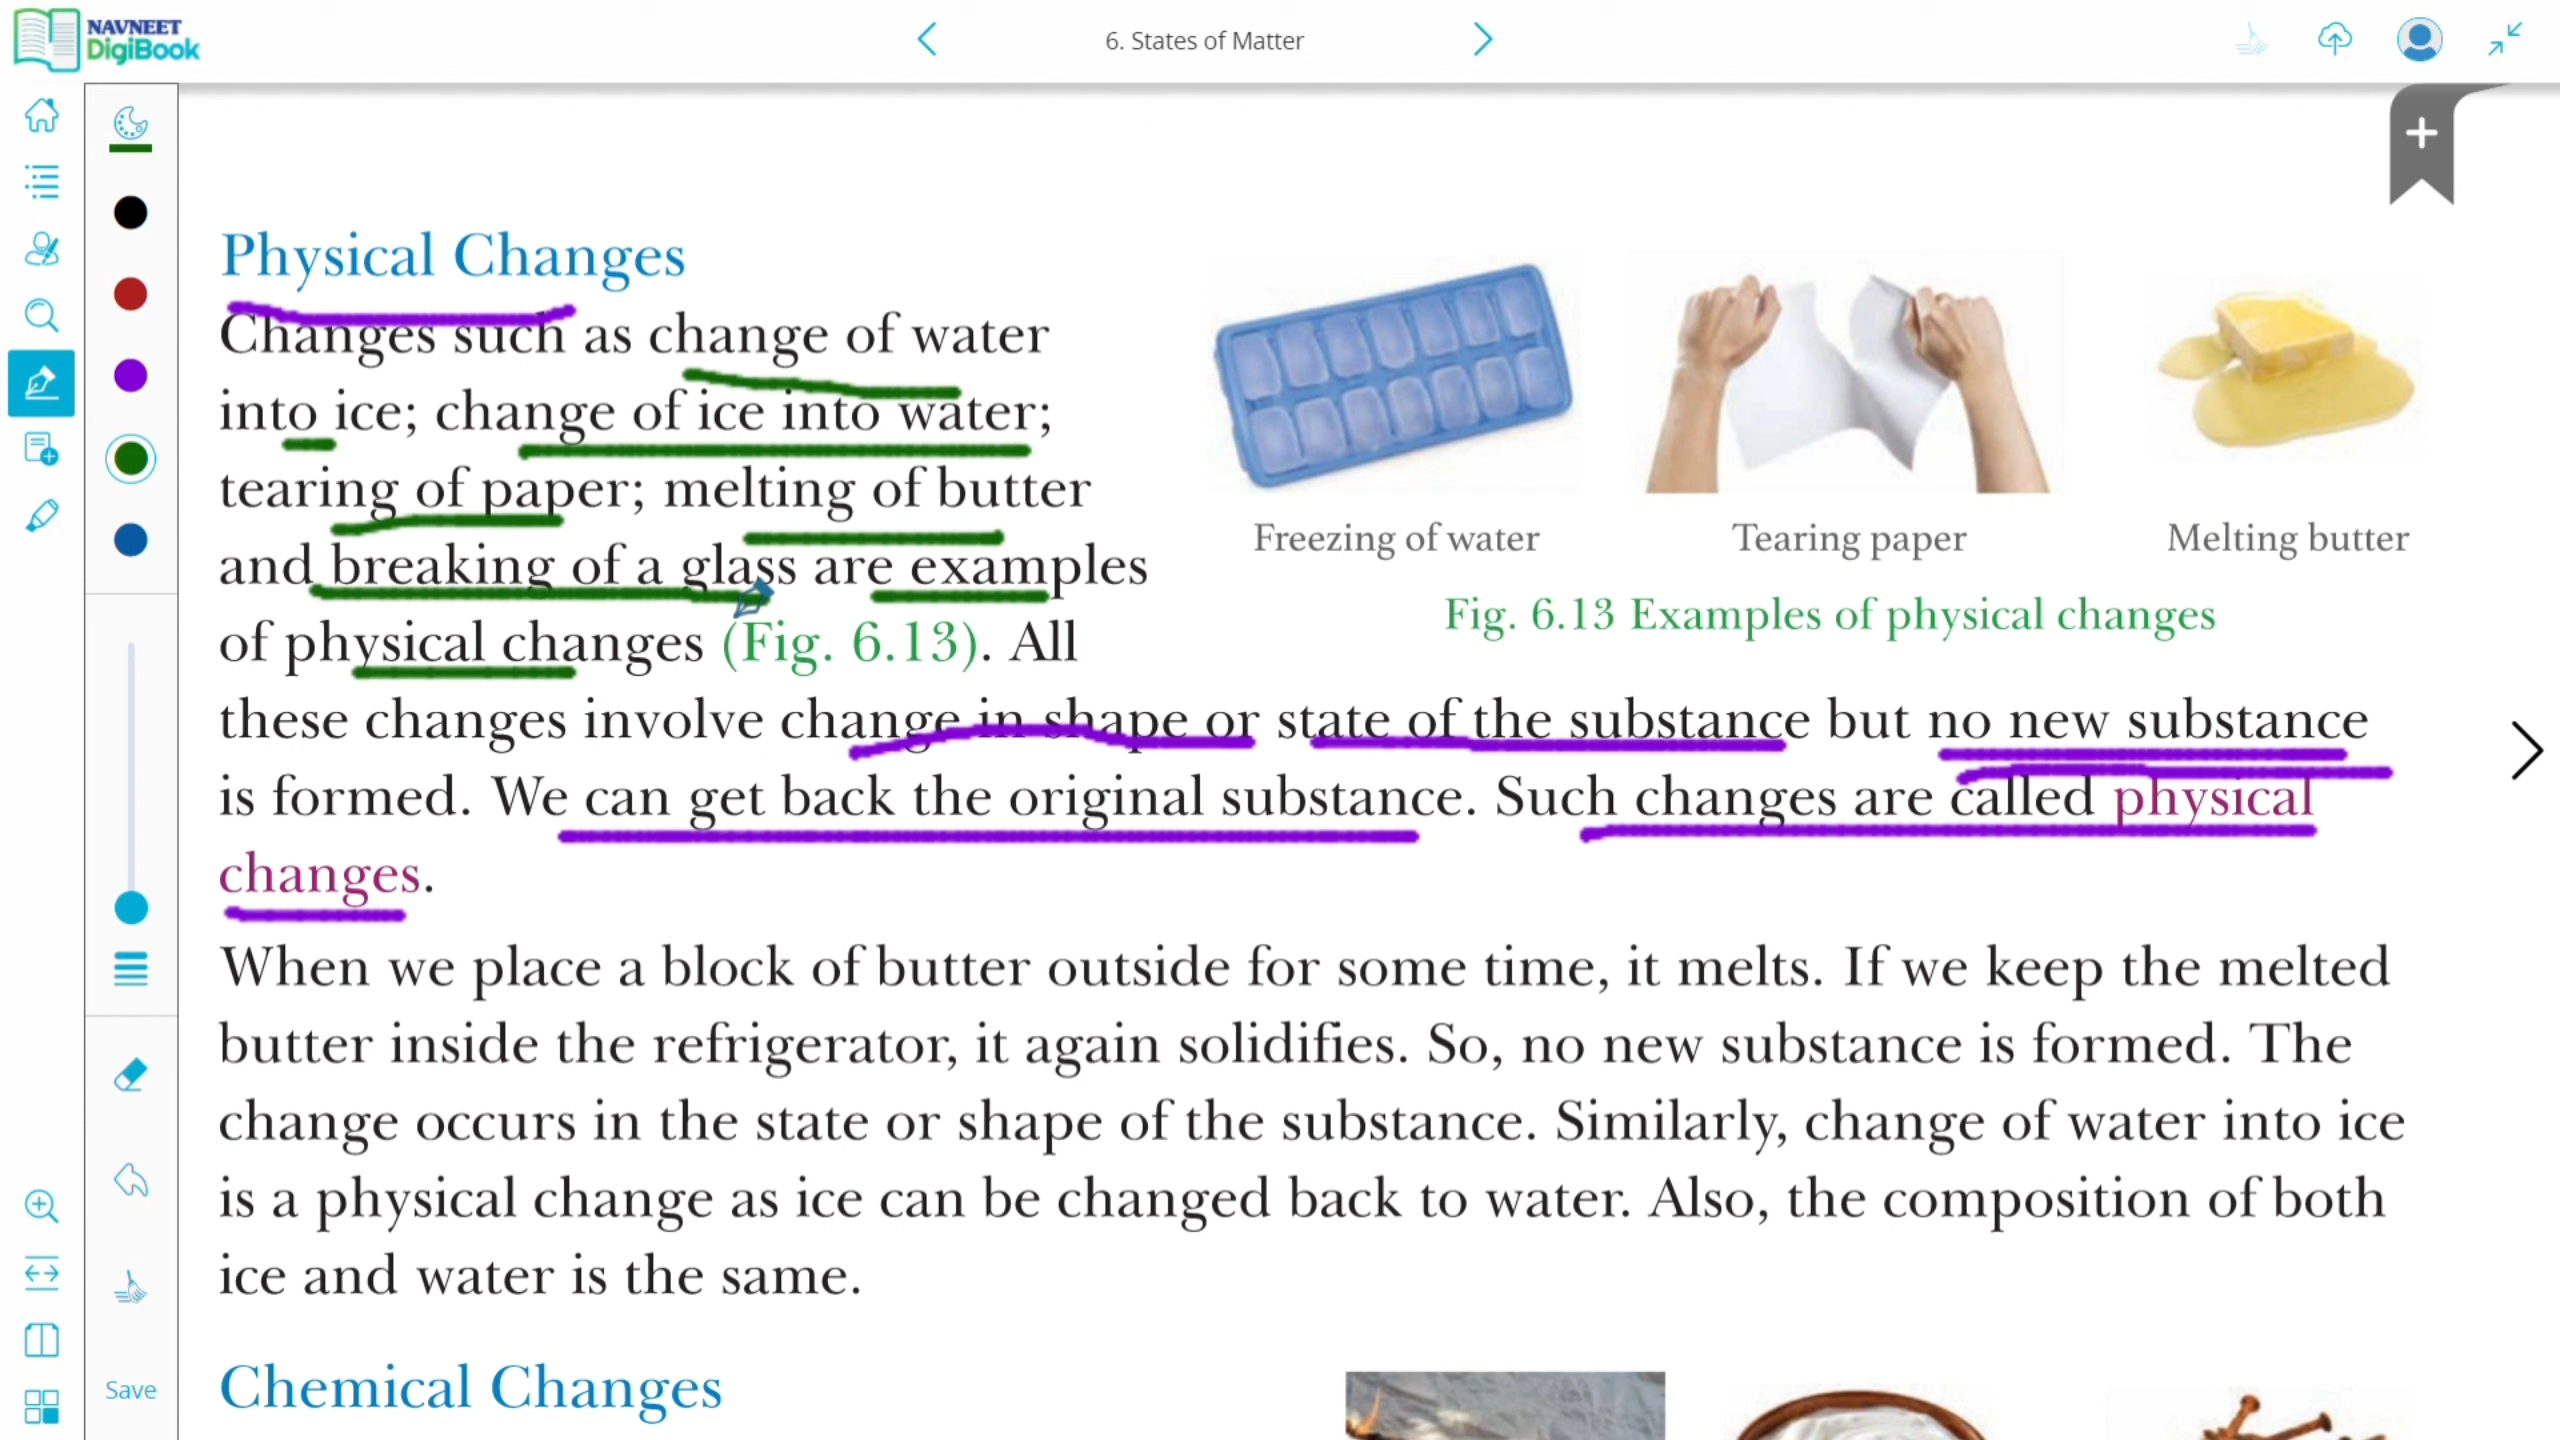 NAVNEET
DigiBook
6. States of Matter
Physical Changes
Changes such as change of water
into ice; change of ice into water;
tearing of paper; melting of butter
and breaking of a glass are examples
of physical changes (Fig. 6.13). All
these changes involve change in shape or state of the substance but no new substance
is formed. We can get back the original substance. Such changes are called physical
changes.
Freezing of water
Tearing paper
Melting butter
Fig. 6.13 Examples of physical changes
When we place a block of butter outside for some time, it melts. If we keep the melted
butter inside the refrigerator, it again solidifies. So, no new substance is formed. The
change occurs in the state or shape of the substance. Similarly, change of water into ice
is a physical change as ice can be changed back to water. Also, the composition of both
ice and water is the same.
Chemical Changes
Save